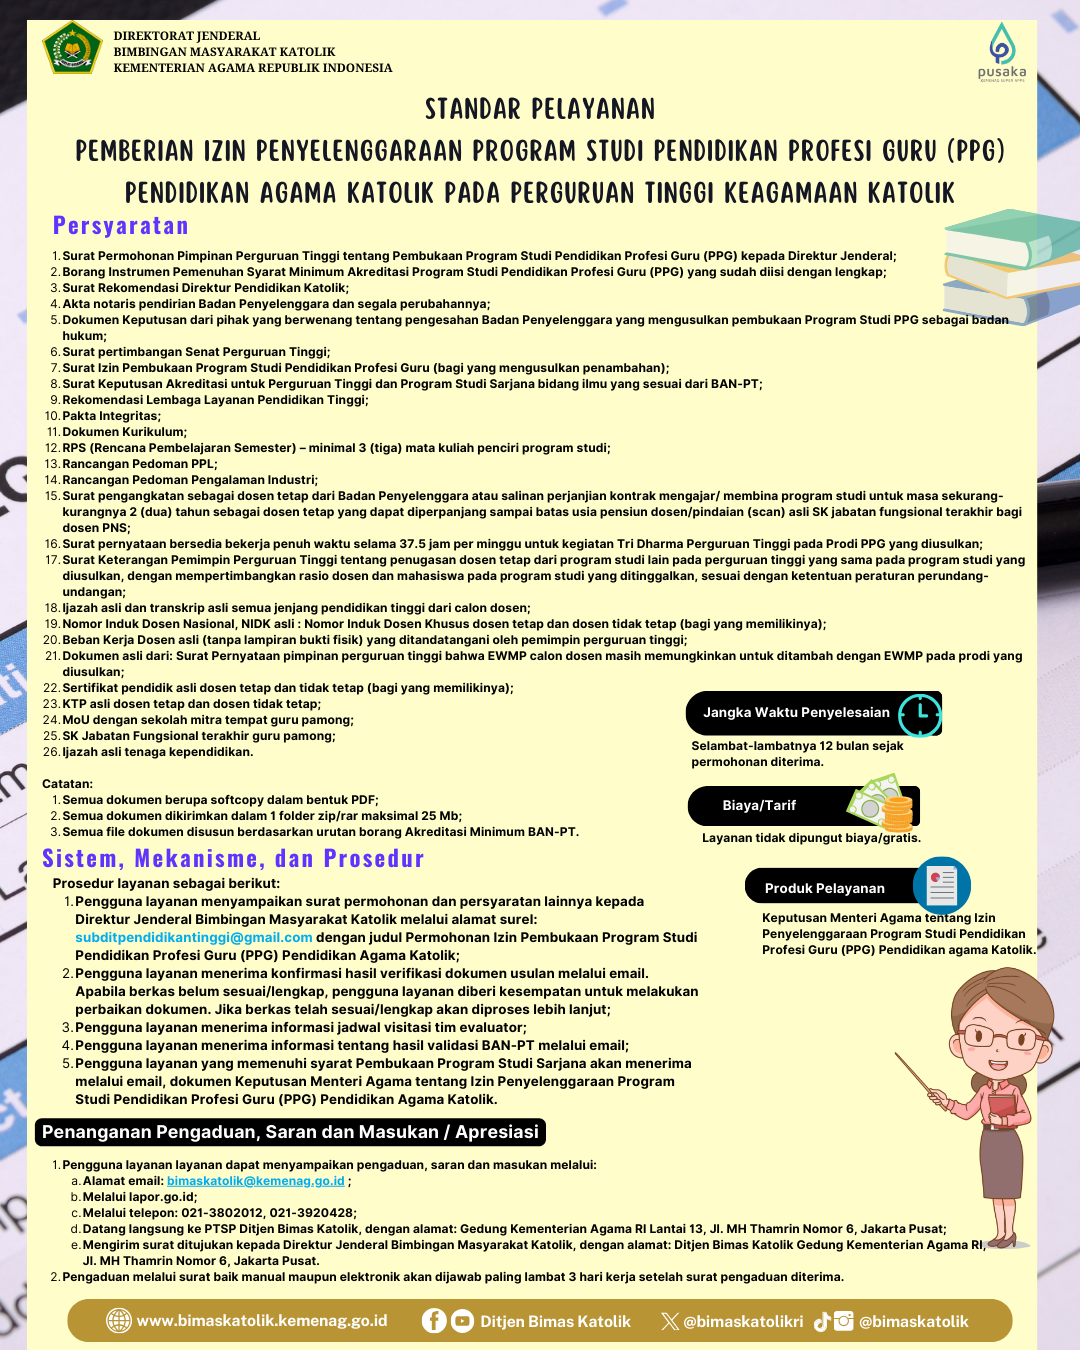 DIREKTORAT JENDERAL
BIMBINGAN MASYARAKAT KATOLIK
KEMENTERIAN AGAMA REPUBLIK INDONESIA
pusaka
STANDAR PELAYANAN
PEMBERIAN IZIN PENYELENGGARAAN PROGRAM STUDI PENDIDIKAN PROFESI GURU (PPG)
PENDIDIKAN AGAMA KATOLIK PADA PERGURUAN TINGGI KEAGAMAAN KATOLIK
Persyaratan
1. Surat Permohonan Pimpinan Perguruan Tinggi tentang Pembukaan Program Studi Pendidikan Profesi Guru (PPG) kepada Direktur Jenderal;
2. Borang Instrumen Pemenuhan Syarat Minimum Akreditasi Program Studi Pendidikan Profesi Guru (PPG) yang sudah diisi dengan lengkap;
3. Surat Rekomendasi Direktur Pendidikan Katolik;
4. Akta notaris pendirian Badan Penyelenggara dan segala perubahannya;
5. Dokumen Keputusan dari pihak yang berwenang tentang pengesahan Badan Penyelenggara yang mengusulkan pembukaan Program Studi PPG sebagai badan
hukum;
6. Surat pertimbangan Senat Perguruan Tinggi;
7. Surat Izin Pembukaan Program Studi Pendidikan Profesi Guru (bagi yang mengusulkan penambahan);
8. Surat Keputusan Akreditasi untuk Perguruan Tinggi dan Program Studi Sarjana bidang ilmu yang sesuai dari BAN-PT;
9. Rekomendasi Lembaga Layanan Pendidikan Tinggi;
10. Pakta Integritas;
11. Dokumen Kurikulum;
12. RPS (Rencana Pembelajaran Semester) – minimal 3 (tiga) mata kuliah penciri program studi;
13. Rancangan Pedoman PPL;
14. Rancangan Pedoman Pengalaman Industri;
15. Surat pengangkatan sebagai dosen tetap dari Badan Penyelenggara atau salinan perjanjian kontrak mengajar/ membina program studi untuk masa sekurang-
kurangnya 2 (dua) tahun sebagai dosen tetap yang dapat diperpanjang sampai batas usia pensiun dosen/pindaian (scan) asli SK jabatan fungsional terakhir bagi
dosen PNS;
16. Surat pernyataan bersedia bekerja penuh waktu selama 37.5 jam per minggu untuk kegiatan Tri Dharma Perguruan Tinggi pada Prodi PPG yang diusulkan;
17. Surat Keterangan Pemimpin Perguruan Tinggi tentang penugasan dosen tetap dari program studi lain pada perguruan tinggi yang sama pada program studi yang
diusulkan, dengan mempertimbangkan rasio dosen dan mahasiswa pada program studi yang ditinggalkan, sesuai dengan ketentuan peraturan perundang-
undangan;
18. Ijazah asli dan transkrip asli semua jenjang pendidikan tinggi dari calon dosen;
19. Nomor Induk Dosen Nasional, NIDK asli : Nomor Induk Dosen Khusus dosen tetap dan dosen tidak tetap (bagi yang memilikinya);
20. Beban Kerja Dosen asli (tanpa lampiran bukti fisik) yang ditandatangani oleh pemimpin perguruan tinggi;
21. Dokumen asli dari: Surat Pernyataan pimpinan perguruan tinggi bahwa EWMP calon dosen masih memungkinkan untuk ditambah dengan EWMP pada prodi yang
diusulkan;
22. Sertifikat pendidik asli dosen tetap dan tidak tetap (bagi yang memilikinya);
23. KTP asli dosen tetap dan dosen tidak tetap;
24. MoU dengan sekolah mitra tempat guru pamong;
25. SK Jabatan Fungsional terakhir guru pamong;
26. Ijazah asli tenaga kependidikan.
Catatan:
1. Semua dokumen berupa softcopy dalam bentuk PDF;
2. Semua dokumen dikirimkan dalam 1 folder zip/rar maksimal 25 Mb;
3. Semua file dokumen disusun berdasarkan urutan borang Akreditasi Minimum BAN-PT.
Jangka Waktu Penyelesaian
Selambat-lambatnya 12 bulan sejak
permohonan diterima.
Biaya/Tarif
Layanan tidak dipungut biaya/gratis.
Produk Pelayanan
Keputusan Menteri Agama tentang Izin
Penyelenggaraan Program Studi Pendidikan
Profesi Guru (PPG) Pendidikan agama Katolik.
Sistem, Mekanisme, dan Prosedur
Prosedur layanan sebagai berikut:
1. Pengguna layanan menyampaikan surat permohonan dan persyaratan lainnya kepada
Direktur Jenderal Bimbingan Masyarakat Katolik melalui alamat surel:
subditpendidikantinggi@gmail.com dengan judul Permohonan Izin Pembukaan Program Studi
Pendidikan Profesi Guru (PPG) Pendidikan Agama Katolik;
2. Pengguna layanan menerima konfirmasi hasil verifikasi dokumen usulan melalui email.
Apabila berkas belum sesuai/lengkap, pengguna layanan diberi kesempatan untuk melakukan
perbaikan dokumen. Jika berkas telah sesuai/lengkap akan diproses lebih lanjut;
3. Pengguna layanan menerima informasi jadwal visitasi tim evaluator;
4. Pengguna layanan menerima informasi tentang hasil validasi BAN-PT melalui email;
5. Pengguna layanan yang memenuhi syarat Pembukaan Program Studi Sarjana akan menerima
melalui email, dokumen Keputusan Menteri Agama tentang Izin Penyelenggaraan Program
Studi Pendidikan Profesi Guru (PPG) Pendidikan Agama Katolik.
Penanganan Pengaduan, Saran dan Masukan / Apresiasi
1. Pengguna layanan layanan dapat menyampaikan pengaduan, saran dan masukan melalui:
a. Alamat email: bimaskatolik@kemenag.go.id ;
b. Melalui lapor.go.id;
c. Melalui telepon: 021-3802012, 021-3920428;
d. Datang langsung ke PTSP Ditjen Bimas Katolik, dengan alamat: Gedung Kementerian Agama RI Lantai 13, Jl. MH Thamrin Nomor 6, Jakarta Pusat;
e. Mengirim surat ditujukan kepada Direktur Jenderal Bimbingan Masyarakat Katolik, dengan alamat: Ditjen Bimas Katolik Gedung Kementerian Agama RI,
Jl. MH Thamrin Nomor 6, Jakarta Pusat.
2. Pengaduan melalui surat baik manual maupun elektronik akan dijawab paling lambat 3 hari kerja setelah surat pengaduan diterima.
www.bimaskatolik.kemenag.go.id
Ditjen Bimas Katolik
@bimaskatolikri
@bimaskatolik